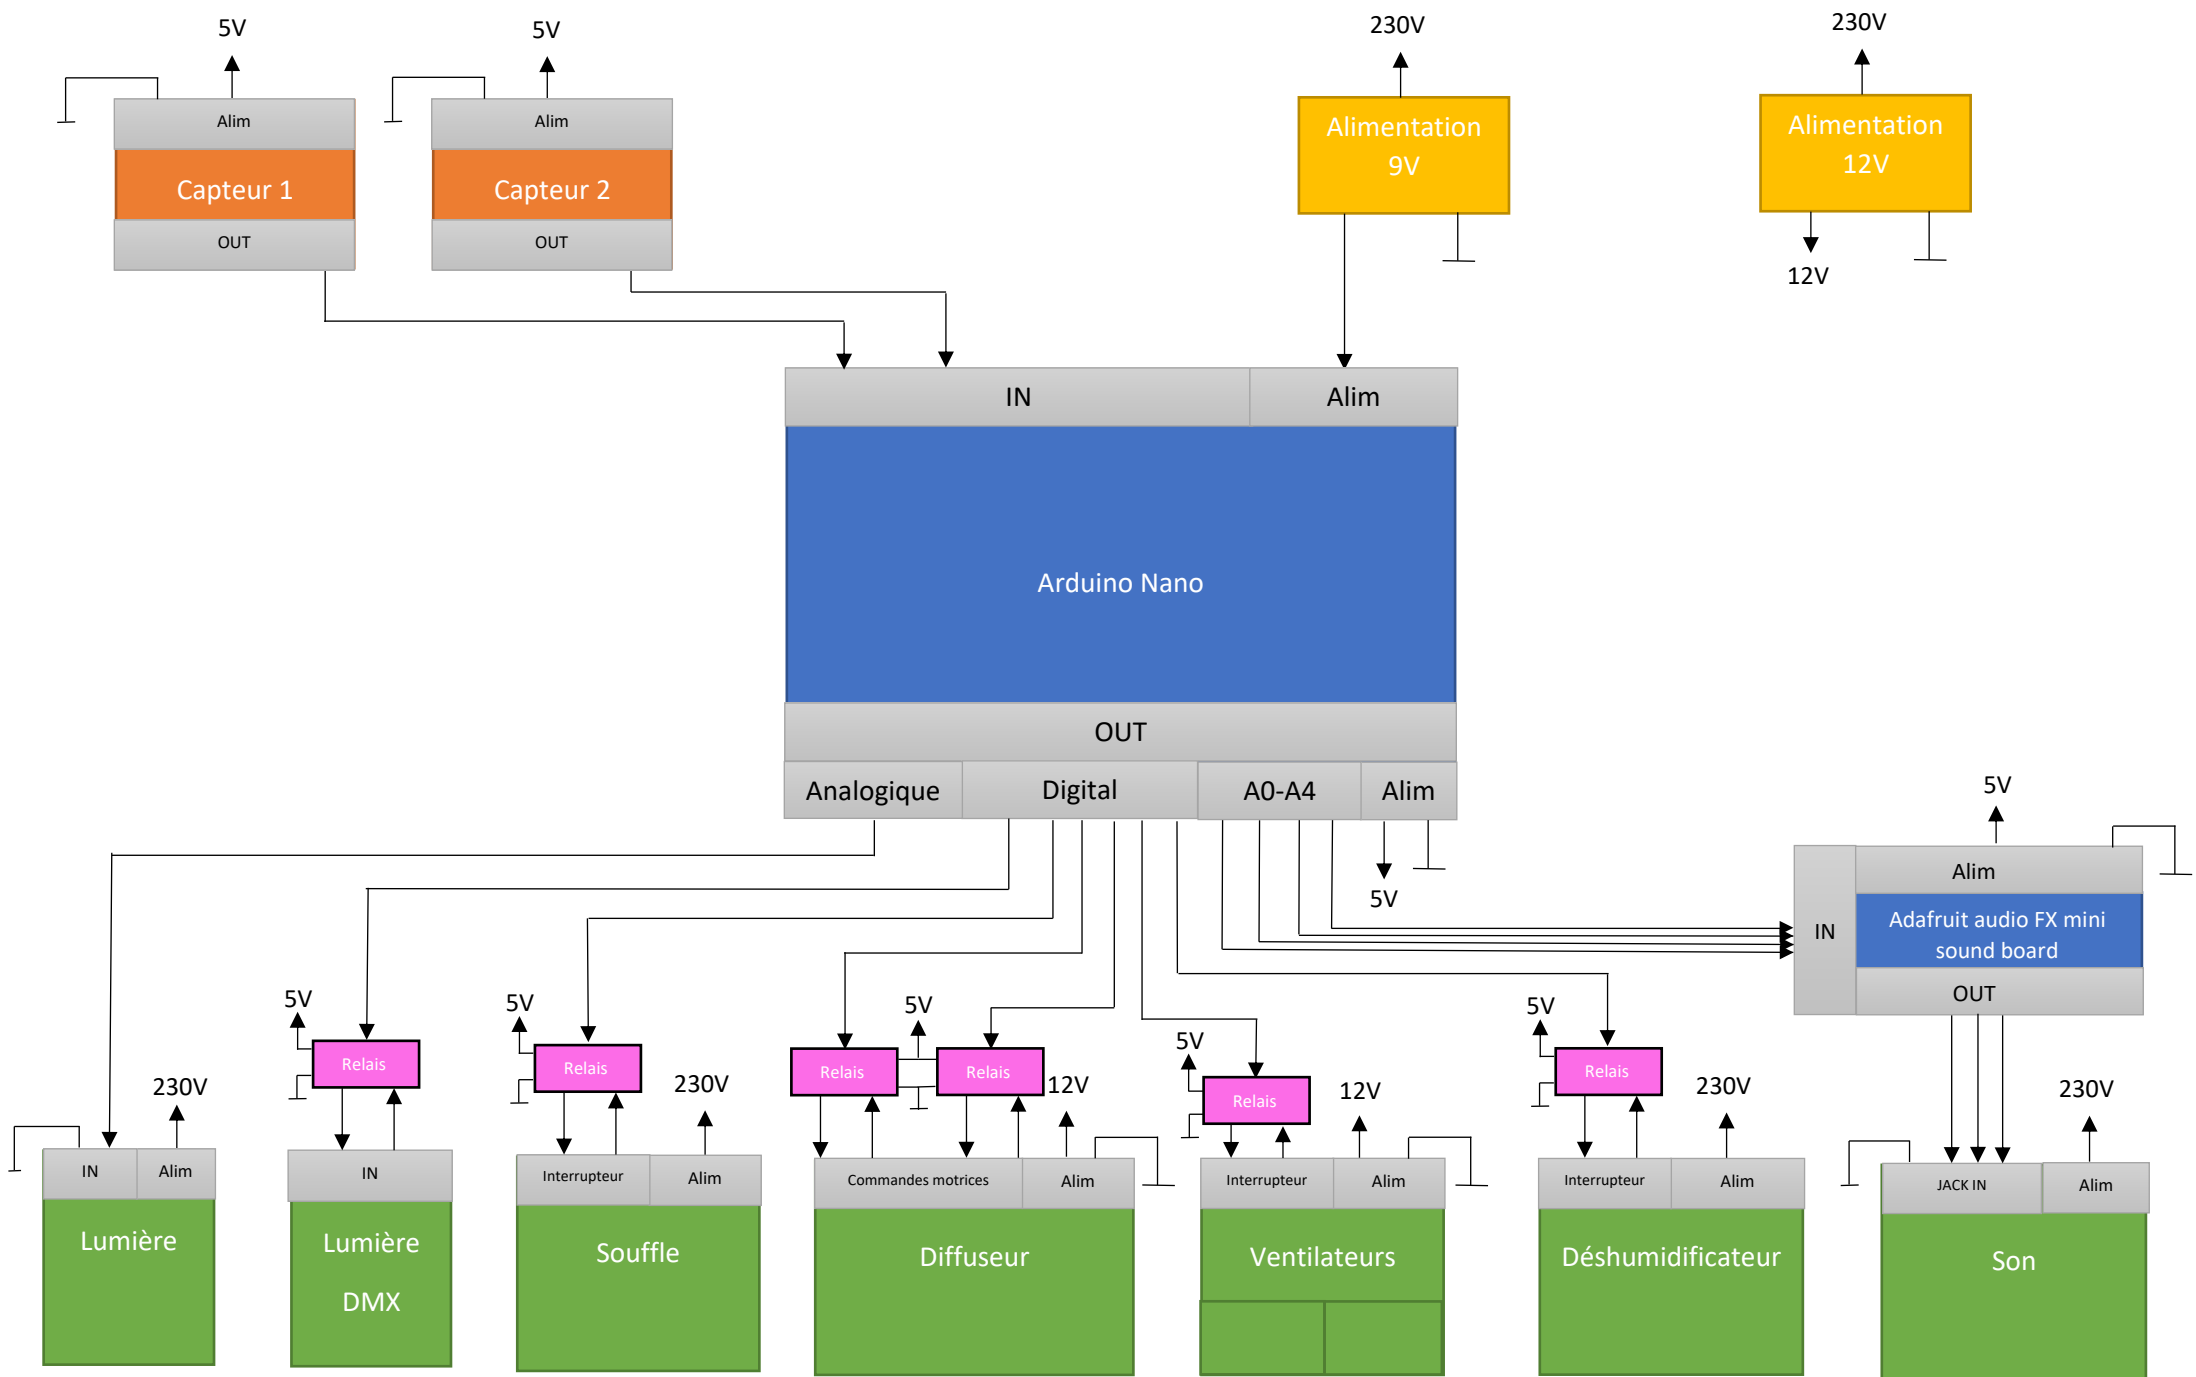 5V
5V
230V
230V
Alim
Alim
Alimentation
9V
Alimentation
12V
Capteur 1
Capteur 2
OUT
OUT
12V
IN
Alim
Arduino Nano
OUT
Analogique
Digital
A0-A4
Alim
5V
5V
Alim
IN
Adafruit audio FX mini
sound board
OUT
5V
5V
5V
5V
5V
Relais
Relais
Relais
Relais
Relais
Relais
230V
230V
12V
12V
230V
230V
IN
Alim
IN
Interrupteur
Alim
Commandes motrices
Alim
Interrupteur
Alim
Interrupteur
Alim
JACK IN
Alim
Lumière
Lumière
DMX
Souffle
Diffuseur
Ventilateurs
Déshumidificateur
Son